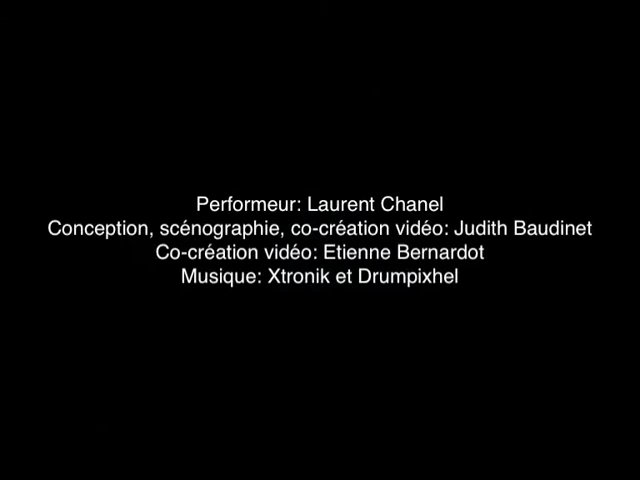 Performeur: Laurent Chanel
Conception, scénographie, co-création vidéo: Judith Baudinet
Co-création vidéo: Etienne Bernardot
Musique: Xtronik et Drumpixhel